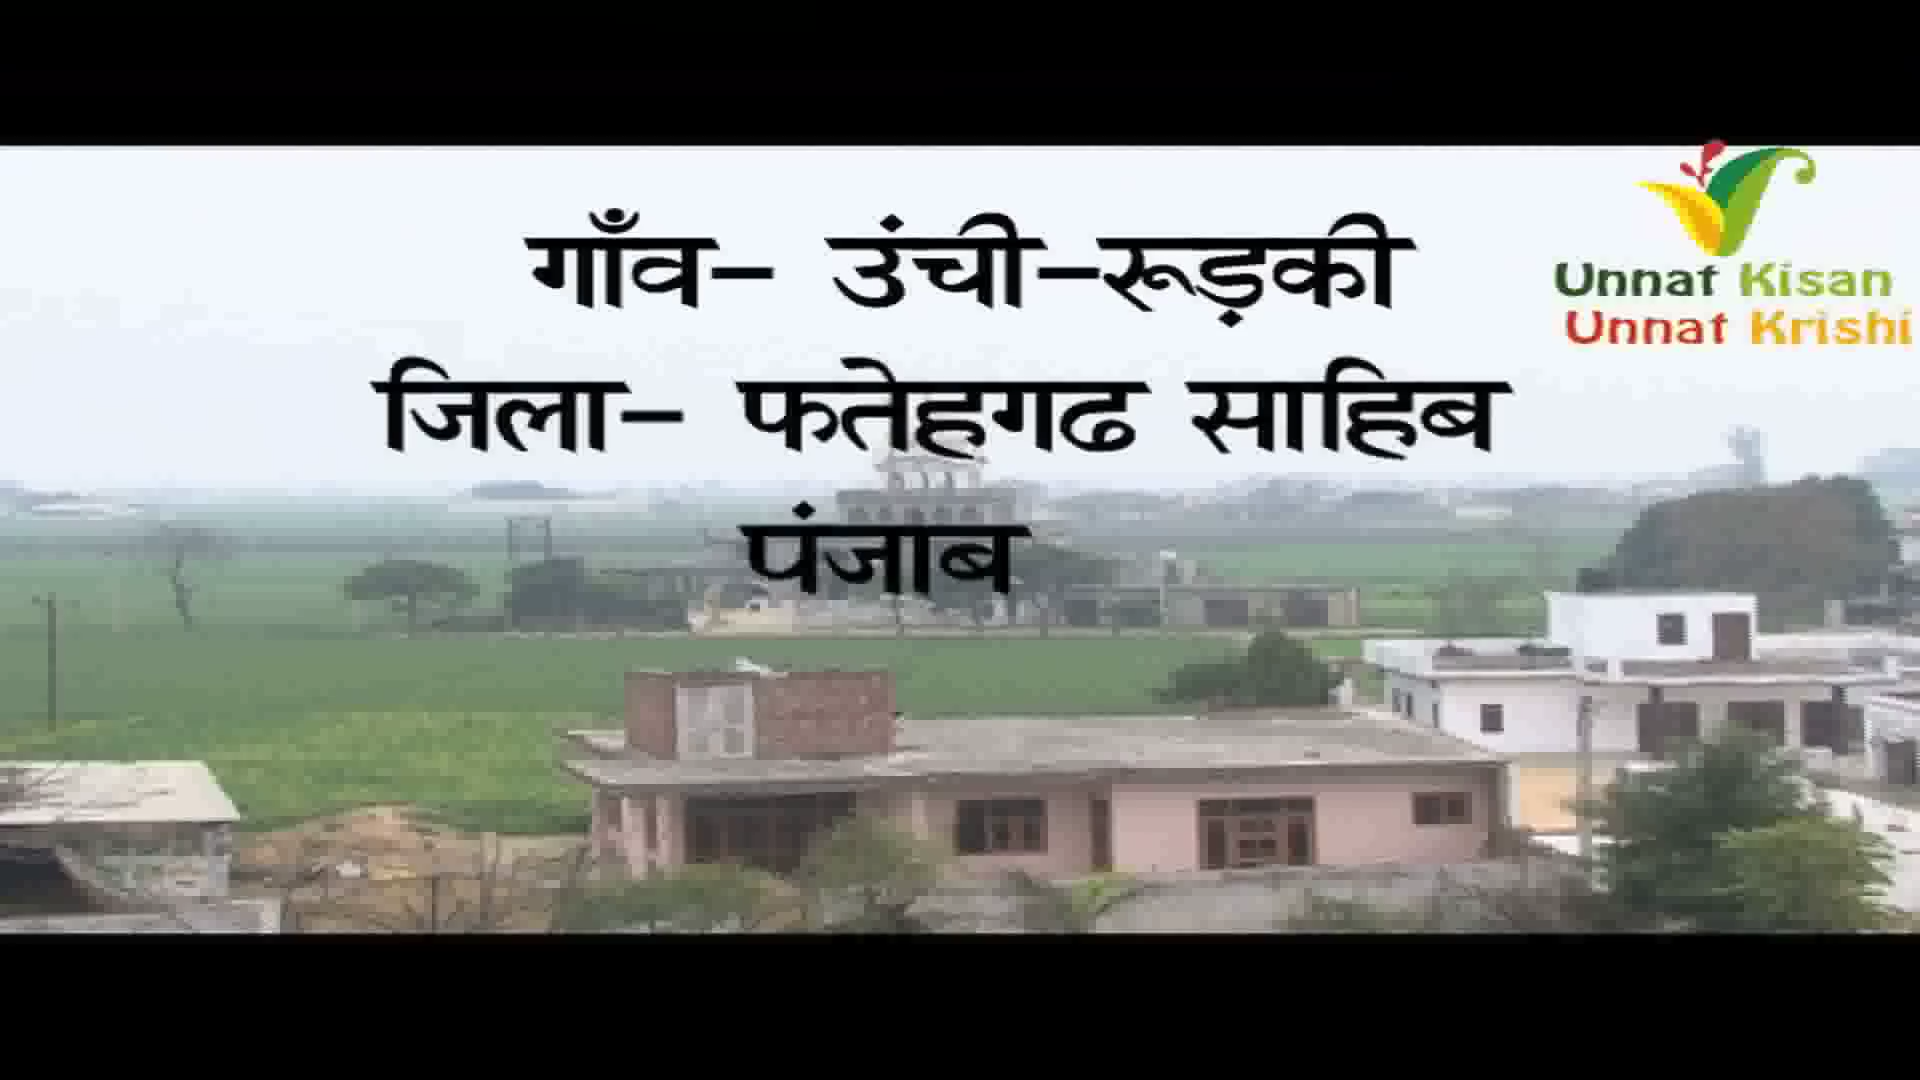 गाँव- उंची-रूड़की
जिला- फतेहगढ साहिब
पंजाब
Unnat Kisan
Unnat Krishi